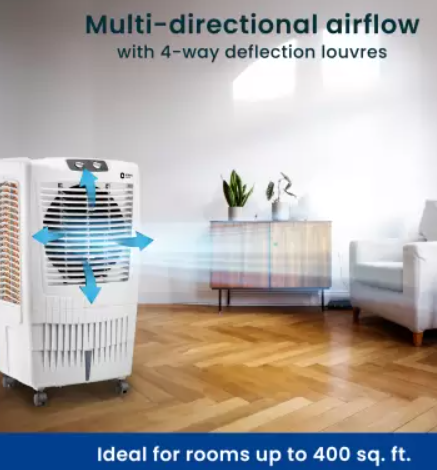 Multi-directional airflow
with 4-way deflection louvres
Ideal for rooms up to 400 sq. ft.